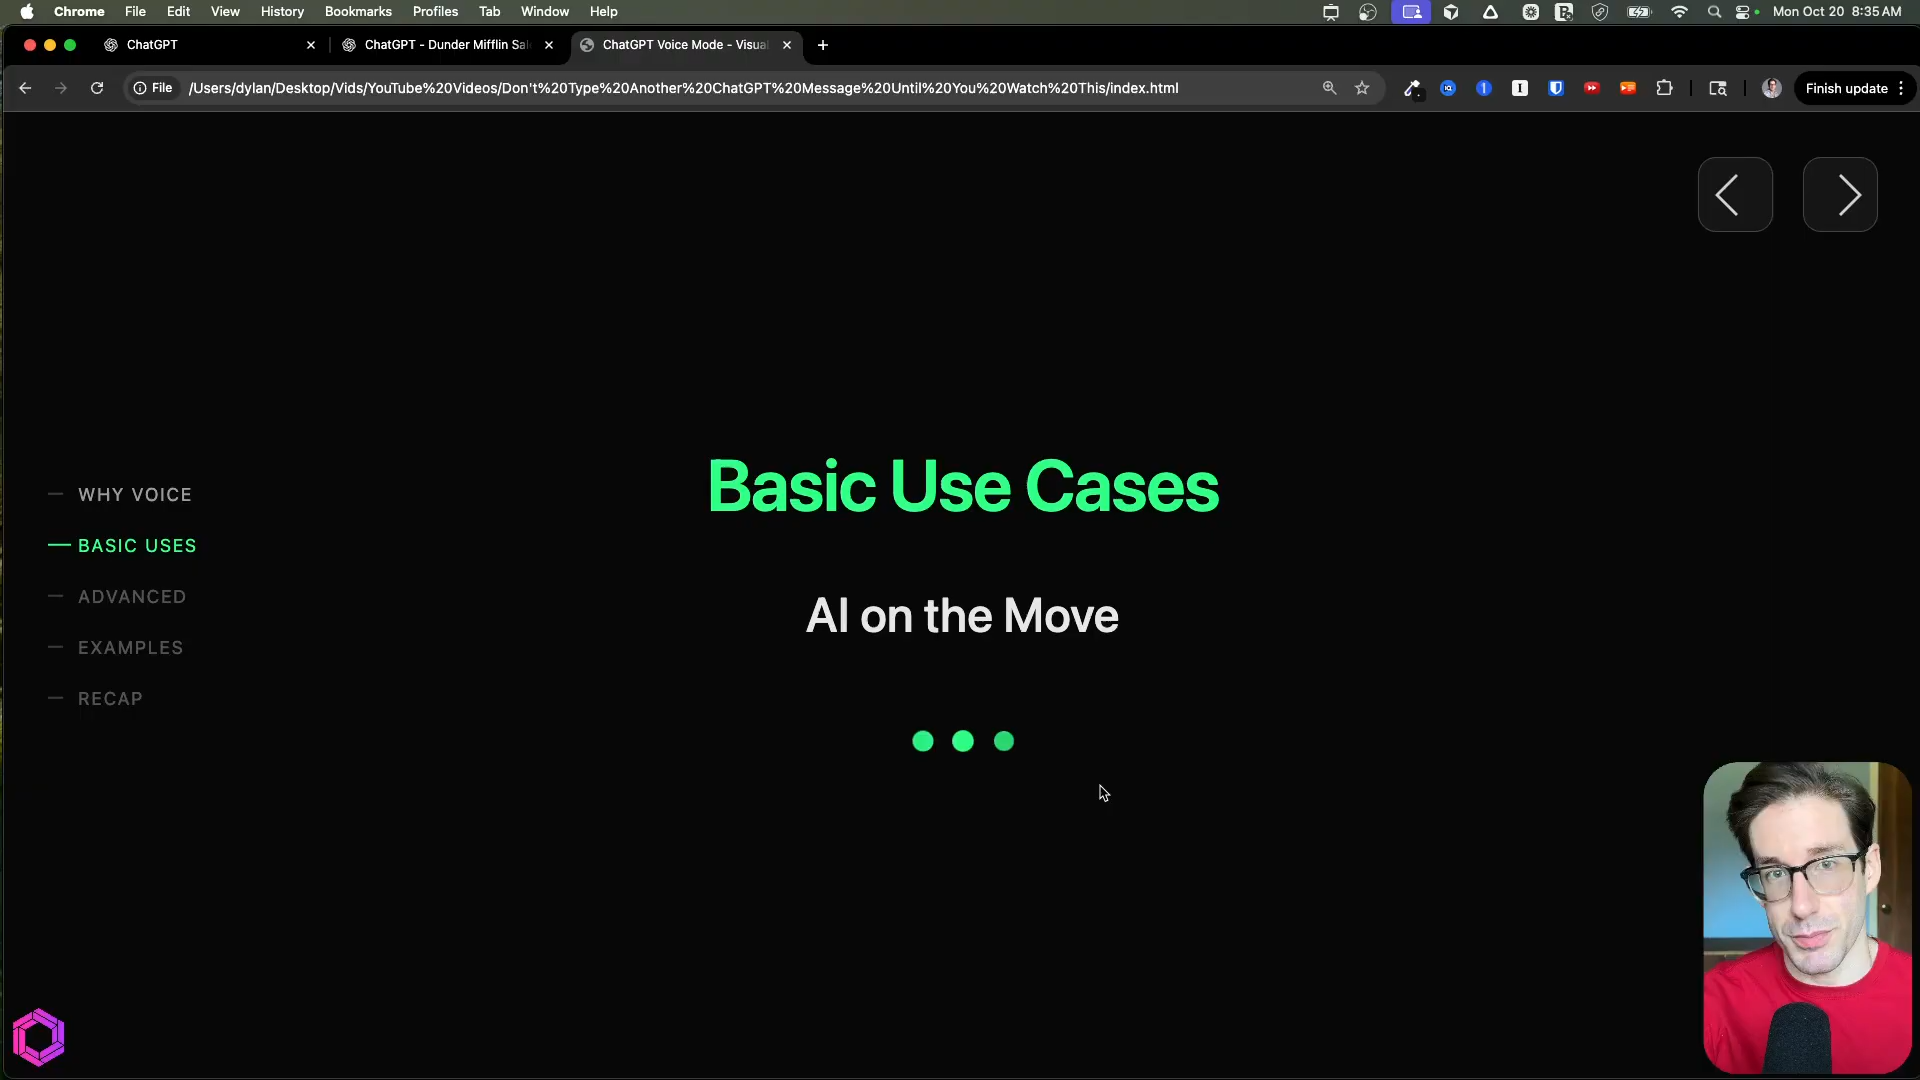 Chrome File Edit View History Bookmarks Profiles Tab Window Help Mon Oct 20 8:35 AM
ChatGPT
ChatGPT - Dunder Mifflin Sal
ChatGPT Voice Mode - Visual
File /Users/dylan/Desktop/Vids/YouTube%20Videos/Don't%20Type%20Another%20ChatGPT%20Message%20Until%20You%20Watch%20This/index.html
Finish update
Basic Use Cases
AI on the Move
WHY VOICE
BASIC USES
ADVANCED
EXAMPLES
RECAP